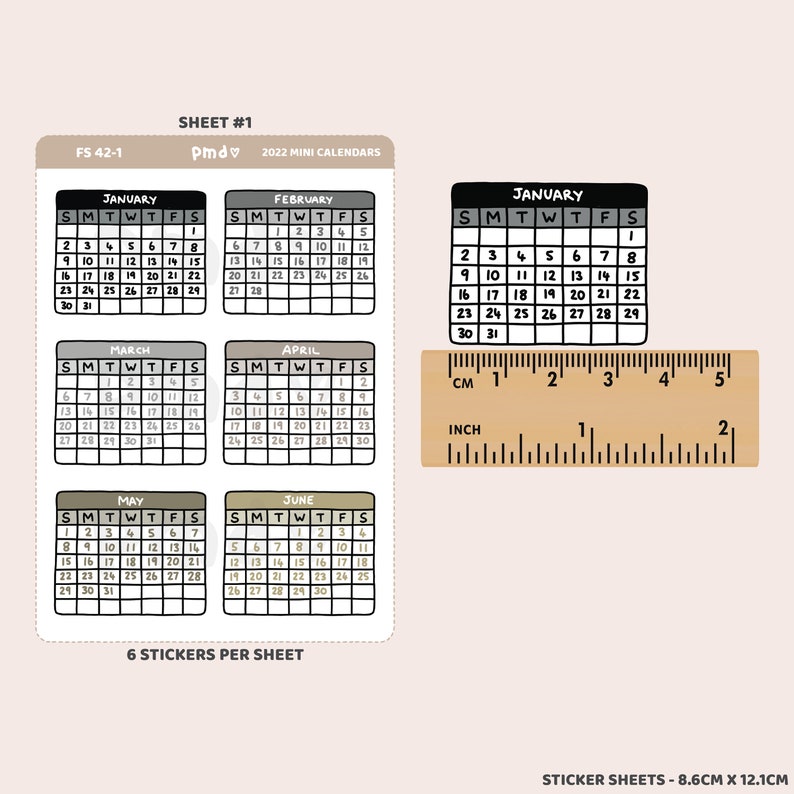 SHEET #1
FS 42-1 pmd♡ 2022 MINI CALENDARS
JANUARY
S M T W T F S
1
2 3 4 5 6 7 8
9 10 11 12 13 14 15
16 17 18 19 20 21 22
23 24 25 26 27 28 29
30 31
FEBRUARY
S M T W T F S
1 2 3 4 5
6 7 8 9 10 11 12
13 14 15 16 17 18 19
20 21 22 23 24 25 26
27 28
MARCH
S M T W T F S
1 2 3 4 5
6 7 8 9 10 11 12
13 14 15 16 17 18 19
20 21 22 23 24 25 26
27 28 29 30 31
APRIL
S M T W T F S
1 2
3 4 5 6 7 8 9
10 11 12 13 14 15 16
17 18 19 20 21 22 23
24 25 26 27 28 29 30
MAY
S M T W T F S
1 2 3 4 5 6 7
8 9 10 11 12 13 14
15 16 17 18 19 20 21
22 23 24 25 26 27 28
29 30 31
JUNE
S M T W T F S
1 2 3 4
5 6 7 8 9 10 11
12 13 14 15 16 17 18
19 20 21 22 23 24 25
26 27 28 29 30
6 STICKERS PER SHEET
JANUARY
S M T W T F S
1
2 3 4 5 6 7 8
9 10 11 12 13 14 15
16 17 18 19 20 21 22
23 24 25 26 27 28 29
30 31
CM 1 2 3 4 5
INCH 1 2
STICKER SHEETS - 8.6CM X 12.1CM